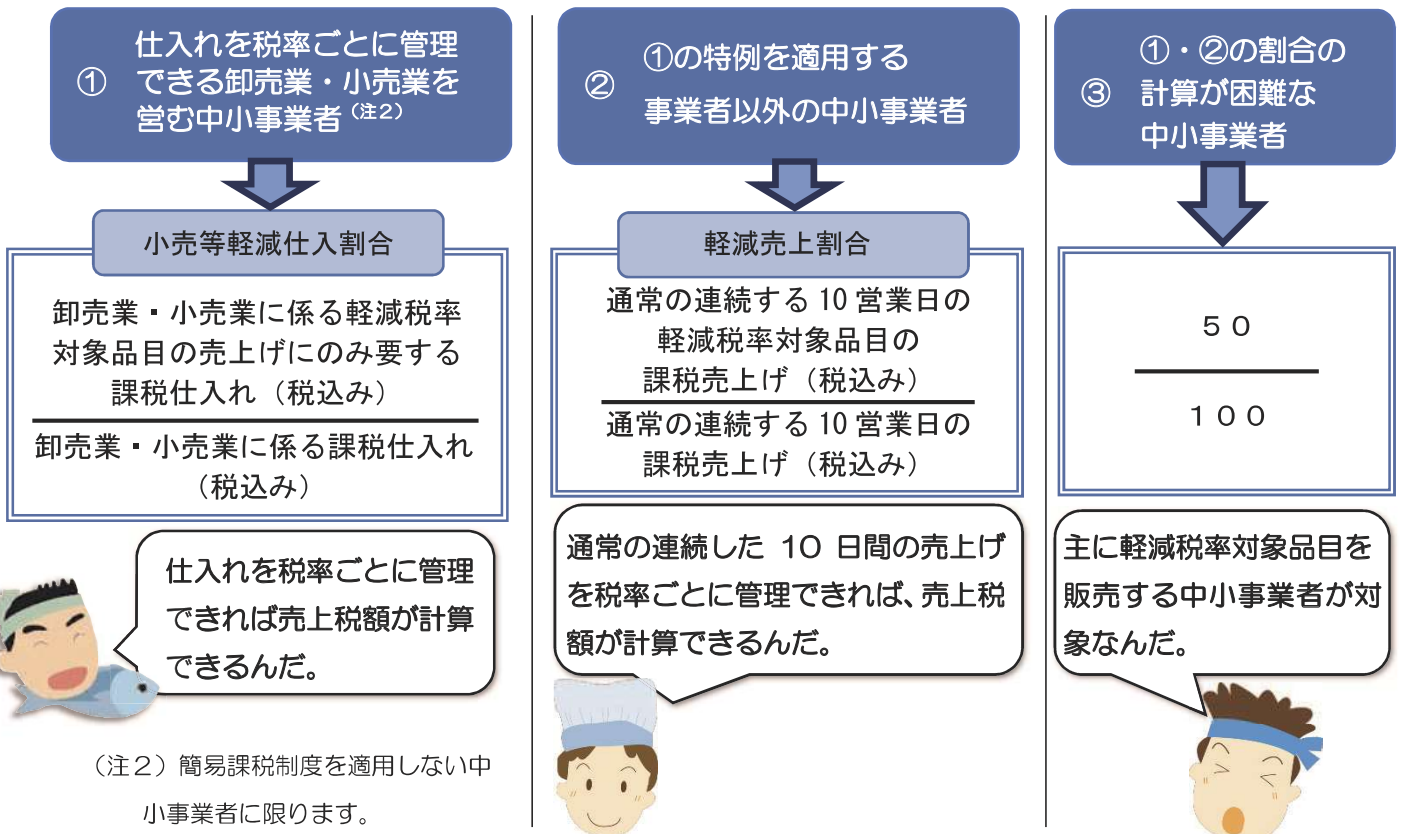 ①
仕入れを税率ごとに管理
できる卸売業・小売業を
営む中小事業者(注2)
小売等軽減仕入割合
卸売業・小売業に係る軽減税率
対象品目の売上げにのみ要する
課税仕入れ(税込み)
卸売業・小売業に係る課税仕入れ
(税込み)
仕入れを税率ごとに管理
できれば売上税額が計算
できるんだ。
(注2)簡易課税制度を適用しない中
小事業者に限ります。
②
①の特例を適用する
事業者以外の中小事業者
軽減売上割合
通常の連続する10営業日の
軽減税率対象品目の
課税売上げ(税込み)
通常の連続する10営業日の
課税売上げ(税込み)
通常の連続した 10 日間の売上げ
を税率ごとに管理できれば、売上税
額が計算できるんだ。
③
①・②の割合の
計算が困難な
中小事業者
50
100
主に軽減税率対象品目を
販売する中小事業者が対
象なんだ。